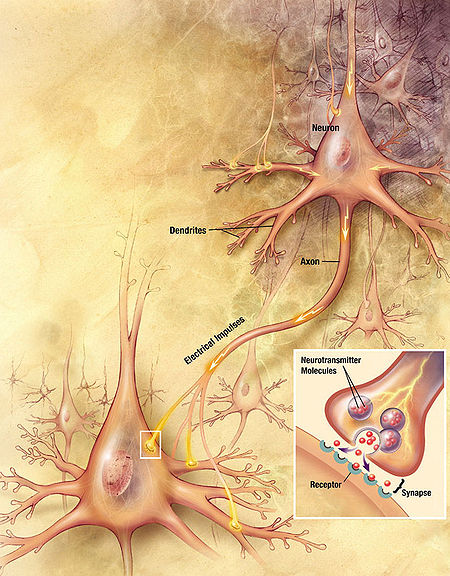 Neuron
Dendrites
Axon
Electrical Impulses
Neurotransmitter
Molecules
Receptor
Synapse